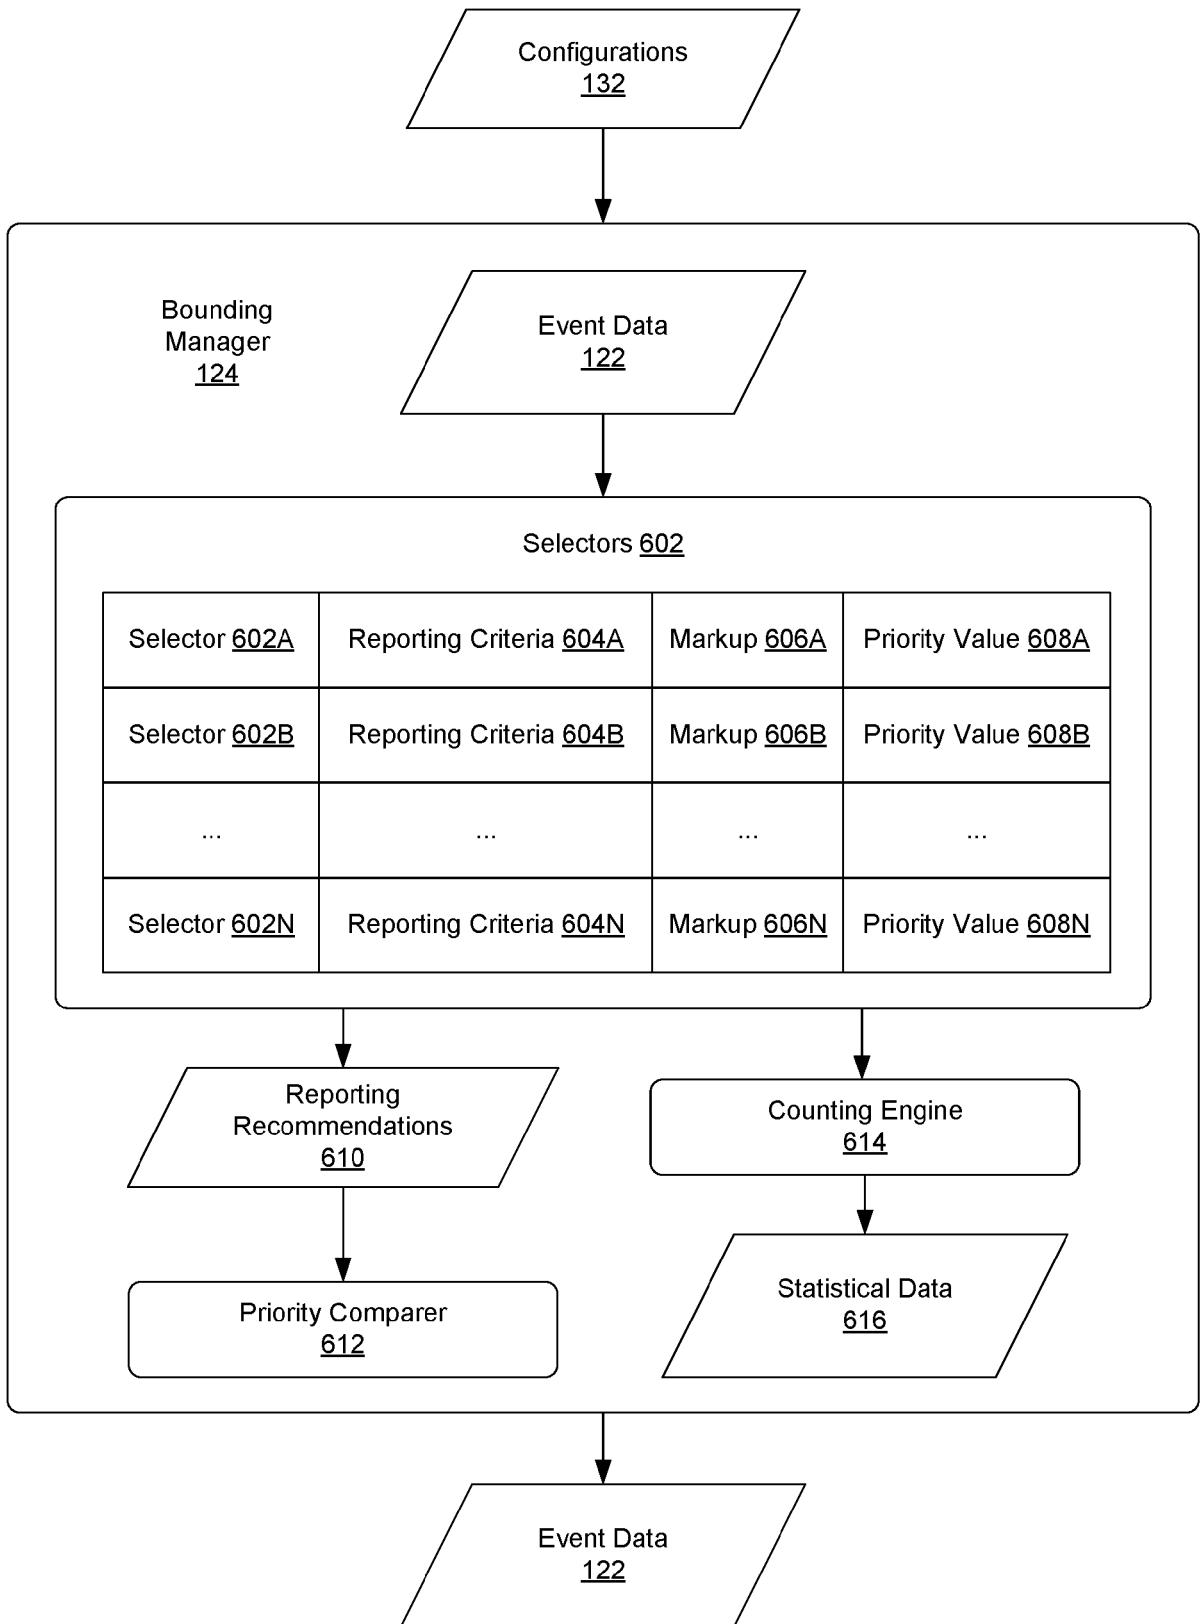 Configurations
132
Bounding
Manager
124
Event Data
122
Selectors 602
Selector 602A Reporting Criteria 604A Markup 606A Priority Value 608A
Selector 602B Reporting Criteria 604B Markup 606B Priority Value 608B
... ... ... ...
Selector 602N Reporting Criteria 604N Markup 606N Priority Value 608N
Reporting
Recommendations
610
Counting Engine
614
Priority Comparer
612
Statistical Data
616
Event Data
122